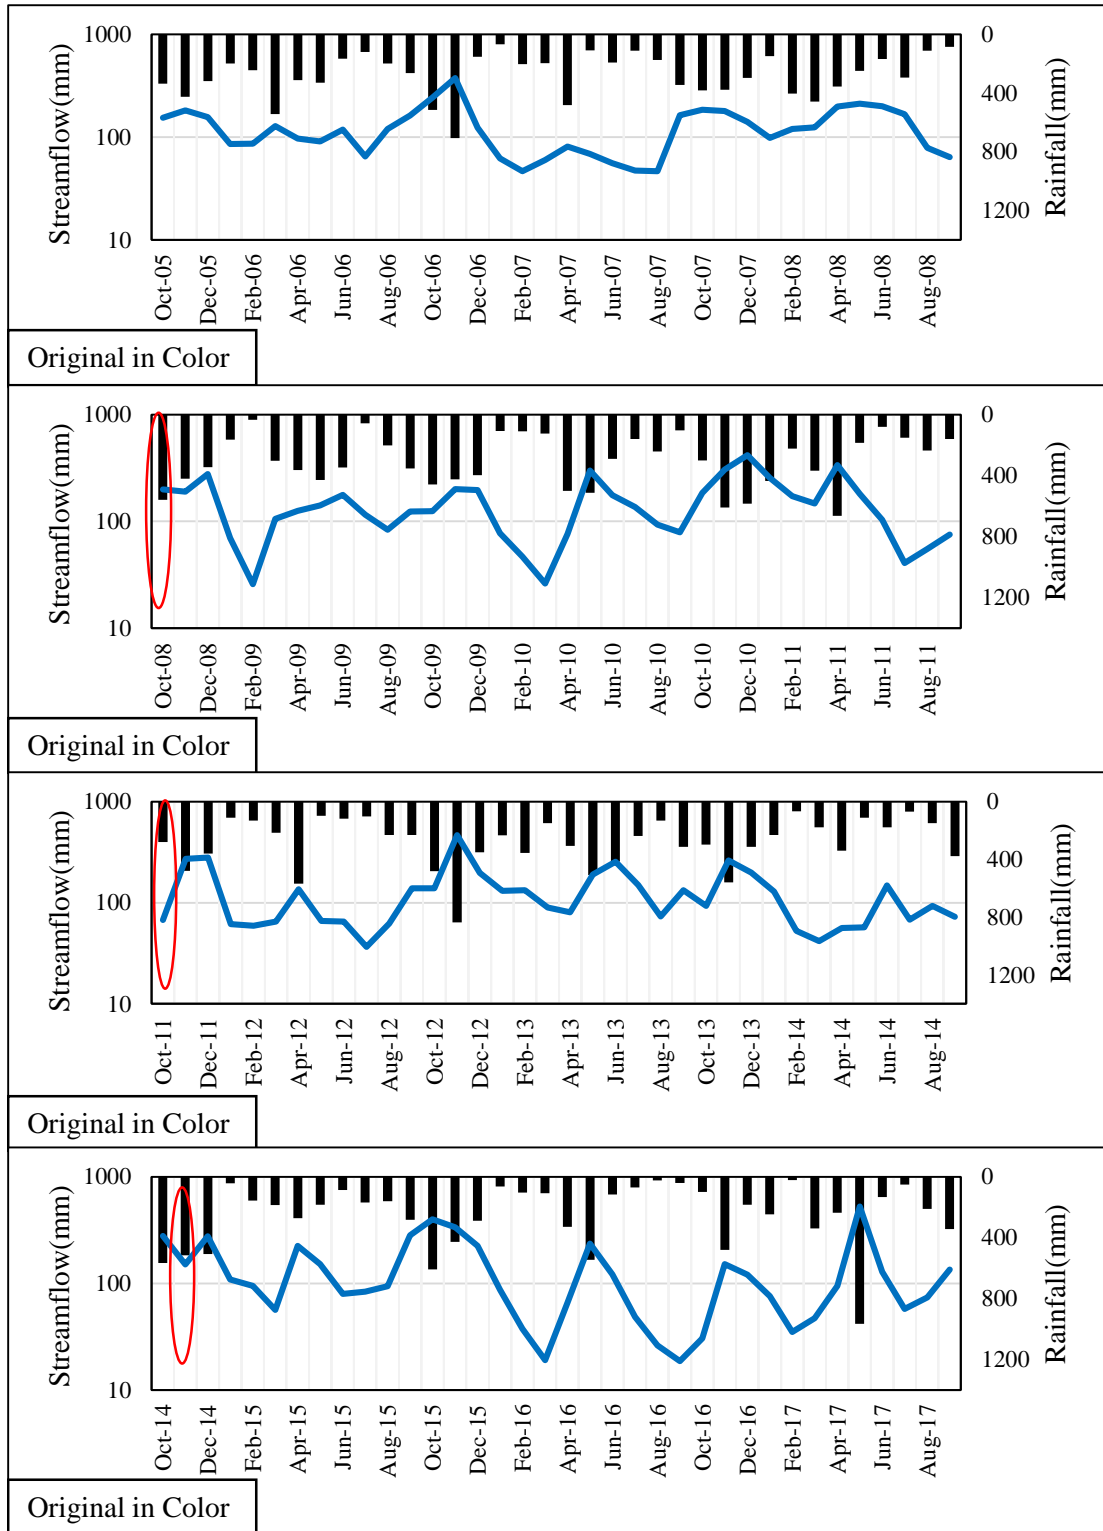 1000
100
10
Streamflow(mm)
0
400
800
1200
Rainfall(mm)
Oct-05
Dec-05
Feb-06
Apr-06
Jun-06
Aug-06
Oct-06
Dec-06
Feb-07
Apr-07
Jun-07
Aug-07
Oct-07
Dec-07
Feb-08
Apr-08
Jun-08
Aug-08
Original in Color
1000
100
10
Streamflow(mm)
0
400
800
1200
Rainfall(mm)
Oct-08
Dec-08
Feb-09
Apr-09
Jun-09
Aug-09
Oct-09
Dec-09
Feb-10
Apr-10
Jun-10
Aug-10
Oct-10
Dec-10
Feb-11
Apr-11
Jun-11
Aug-11
Original in Color
1000
100
10
Streamflow(mm)
0
400
800
1200
Rainfall(mm)
Oct-11
Dec-11
Feb-12
Apr-12
Jun-12
Aug-12
Oct-12
Dec-12
Feb-13
Apr-13
Jun-13
Aug-13
Oct-13
Dec-13
Feb-14
Apr-14
Jun-14
Aug-14
Original in Color
1000
100
10
Streamflow(mm)
0
400
800
1200
Rainfall(mm)
Oct-14
Dec-14
Feb-15
Apr-15
Jun-15
Aug-15
Oct-15
Dec-15
Feb-16
Apr-16
Jun-16
Aug-16
Oct-16
Dec-16
Feb-17
Apr-17
Jun-17
Aug-17
Original in Color